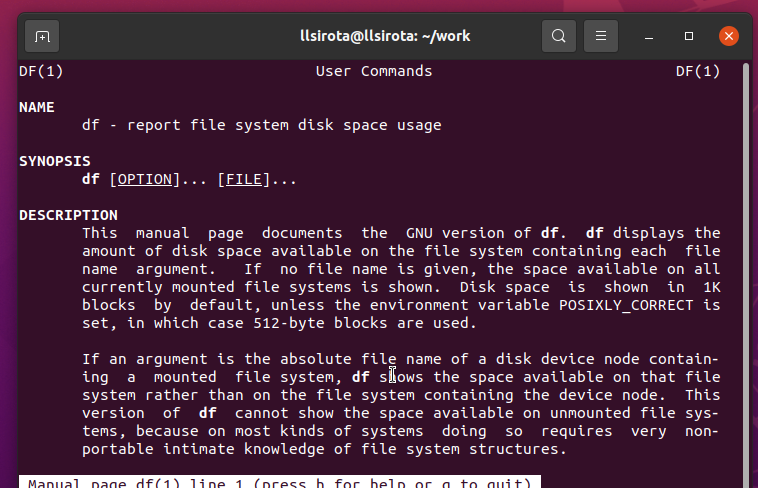 llsirota@llsirota: ~/work
DF(1) User Commands DF(1)
NAME
df - report file system disk space usage
SYNOPSIS
df [OPTION]... [FILE]...
DESCRIPTION
This manual page documents the GNU version of df. df displays the
amount of disk space available on the file system containing each file
name argument. If no file name is given, the space available on all
currently mounted file systems is shown. Disk space is shown in 1K
blocks by default, unless the environment variable POSIXLY_CORRECT is
set, in which case 512-byte blocks are used.
If an argument is the absolute file name of a disk device node contain-
ing a mounted file system, df shows the space available on that file
system rather than on the file system containing the device node. This
version of df cannot show the space available on unmounted file sys-
tems, because on most kinds of systems doing so requires very non-
portable intimate knowledge of file system structures.
Manual page df(1) line 1 (press h for help or q to quit)